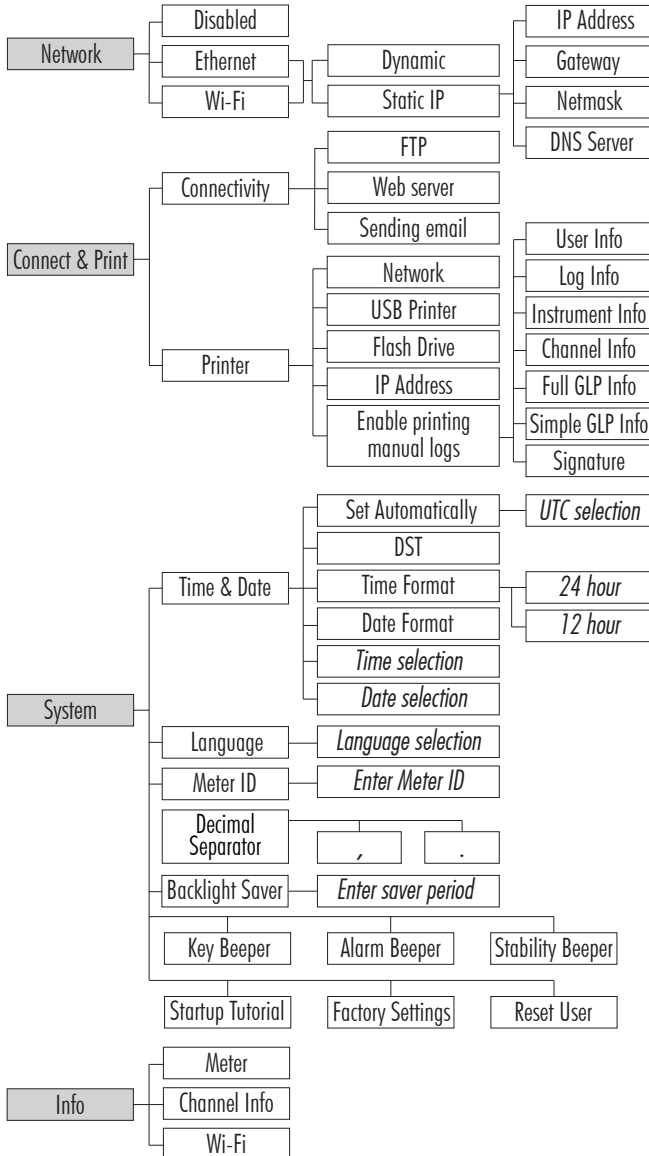 Network
Disabled
Ethernet
Wi-Fi
Dynamic
Static IP
IP Address
Gateway
Netmask
DNS Server
Connect & Print
Connectivity
FTP
Web server
Sending email
Printer
Network
USB Printer
Flash Drive
IP Address
Enable printing
manual logs
User Info
Log Info
Instrument Info
Channel Info
Full GLP Info
Simple GLP Info
Signature
System
Time & Date
Set Automatically
UTC selection
DST
Time Format
24 hour
12 hour
Date Format
Time selection
Date selection
Language
Language selection
Meter ID
Enter Meter ID
Decimal
Separator
,
.
Backlight Saver
Enter saver period
Key Beeper
Alarm Beeper
Stability Beeper
Startup Tutorial
Factory Settings
Reset User
Info
Meter
Channel Info
Wi-Fi